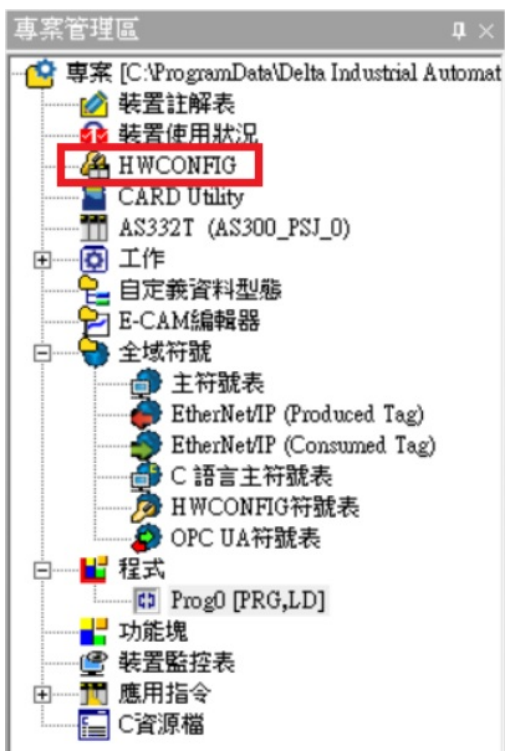 專案管理區
專案 [C:\ProgramData\Delta Industrial Automat
裝置註解表
裝置使用狀況
HWCONFIG
CARD Utility
AS332T (AS300_PSJ_0)
工作
自定義資料型態
E-CAM編輯器
全域符號
主符號表
EtherNet/IP (Produced Tag)
EtherNet/IP (Consumed Tag)
C 語言主符號表
HWCONFIG符號表
OPC UA符號表
程式
Prog0 [PRG,LD]
功能塊
裝置監控表
應用指令
C資源檔